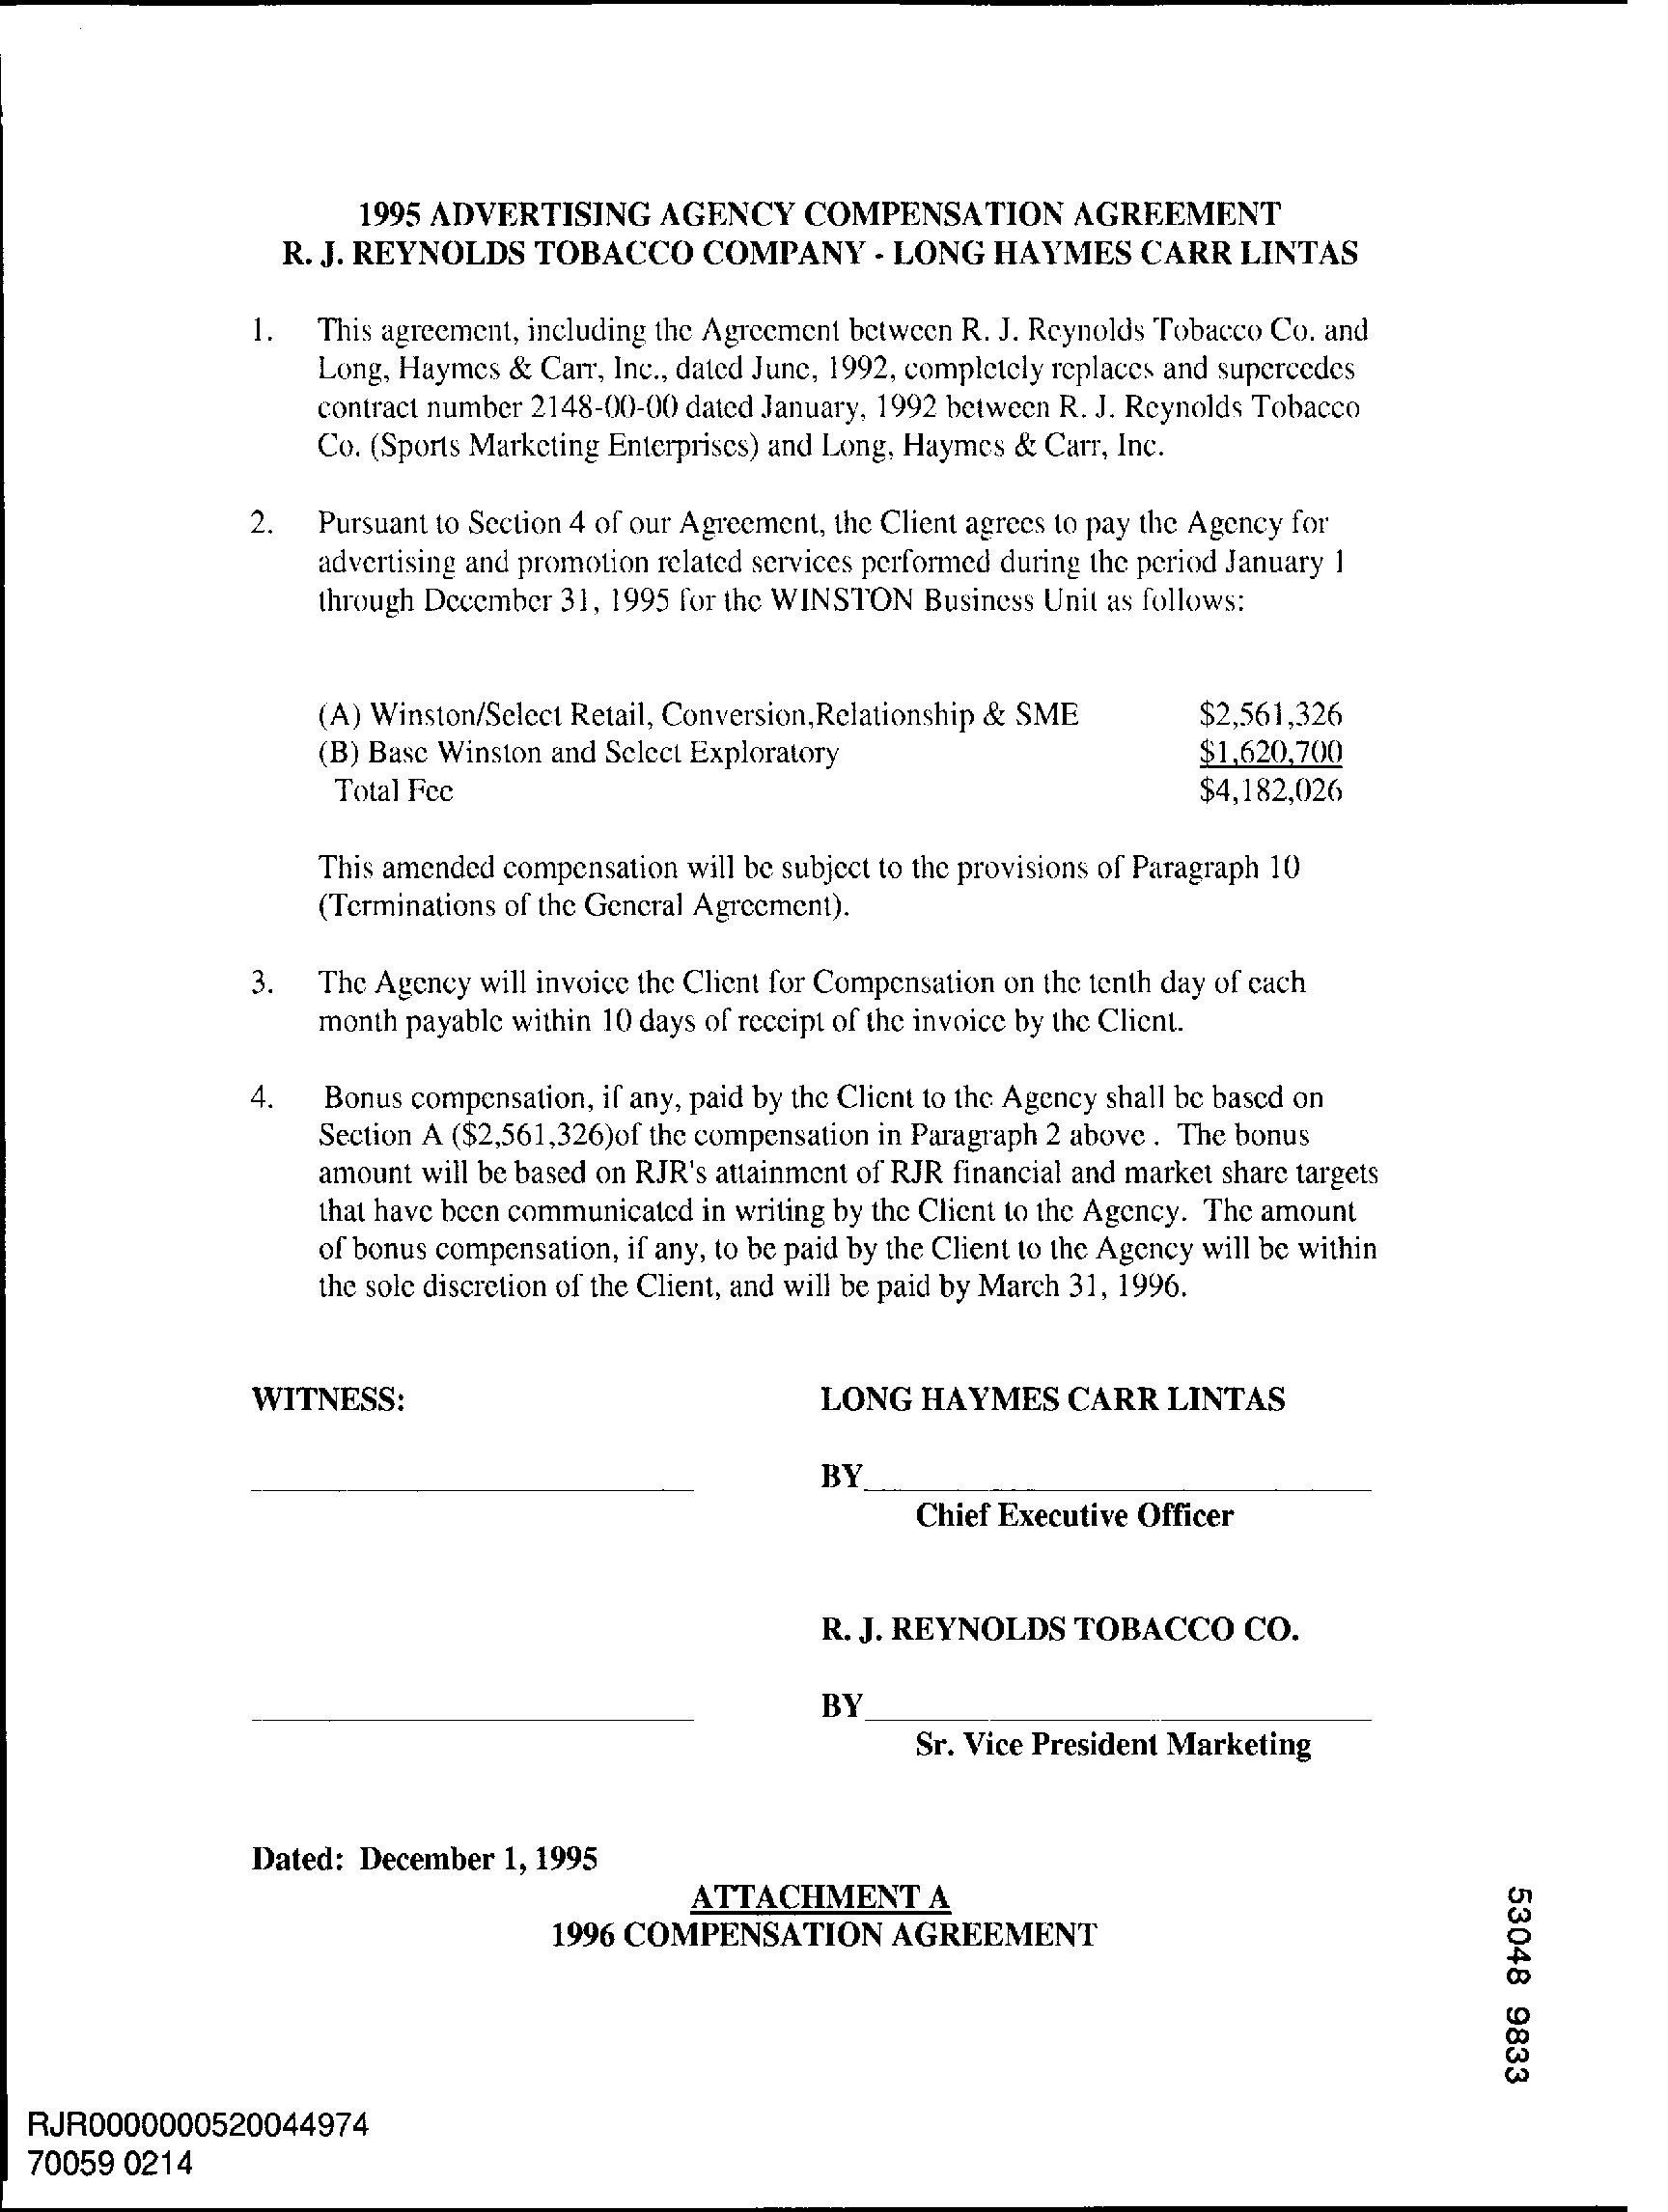 1995 ADVERTISING AGENCY COMPENSATION AGREEMENT
R. J. REYNOLDS TOBACCO COMPANY - LONG HAYMES CARR LINTAS
1. This agreement, including the Agreement between R. J. Reynolds Tobacco Co. and
Long, Haymes & Carr, Inc., dated June, 1992, completely replaces and supercedes
contract number 2148-00-00 dated January, 1992 between R. J. Reynolds Tobacco
Co. (Sports Marketing Enterprises) and Long, Haymes & Carr, Inc.
2. Pursuant to Section 4 of our Agreement, the Client agrees to pay the Agency for
advertising and promotion related services performed during the period January 1
through December 31, 1995 for the WINSTON Business Unit as follows:
(A) Winston/Select Retail, Conversion,Relationship & SME $2,561,326
(B) Base Winston and Select Exploratory $1,620,700
Total Fee $4,182,026
This amended compensation will be subject to the provisions of Paragraph 10
(Terminations of the General Agreement).
3. The Agency will invoice the Client for Compensation on the tenth day of each
month payable within 10 days of receipt of the invoice by the Client.
4. Bonus compensation, if any, paid by the Client to the Agency shall be based on
Section A ($2,561,326)of the compensation in Paragraph 2 above . The bonus
amount will be based on RJR's attainment of RJR financial and market share targets
that have been communicated in writing by the Client to the Agency. The amount
of bonus compensation, if any, to be paid by the Client to the Agency will be within
the sole discretion of the Client, and will be paid by March 31, 1996.
WITNESS: LONG HAYMES CARR LINTAS
BY
Chief Executive Officer
R. J. REYNOLDS TOBACCO CO.
BY
Sr. Vice President Marketing
Dated: December 1, 1995
ATTACHMENT A
1996 COMPENSATION AGREEMENT
53048 9833
RJR0000000520044974
70059 0214